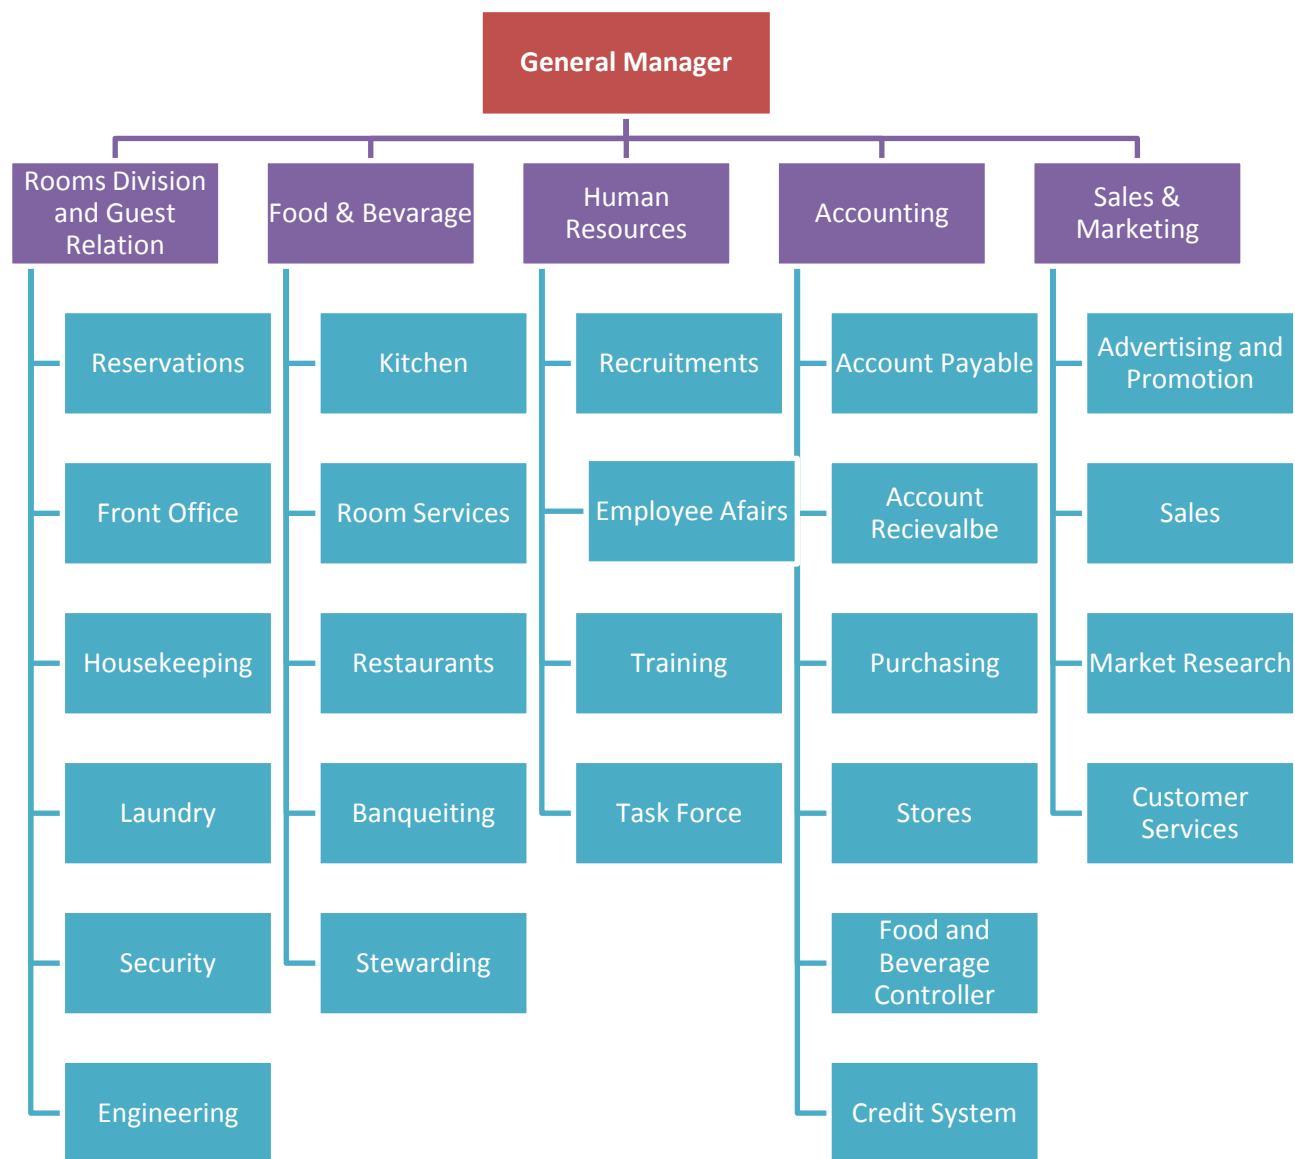 General Manager
Rooms Division
and Guest
Relation
Food & Bevarage
Human
Resources
Accounting
Sales &
Marketing
Reservations
Front Office
Housekeeping
Laundry
Security
Engineering
Kitchen
Room Services
Restaurants
Banqueiting
Stewarding
Recruitments
Employee Afairs
Training
Task Force
Account Payable
Account
Recievalbe
Purchasing
Stores
Food and
Beverage
Controller
Credit System
Advertising and
Promotion
Sales
Market Research
Customer
Services